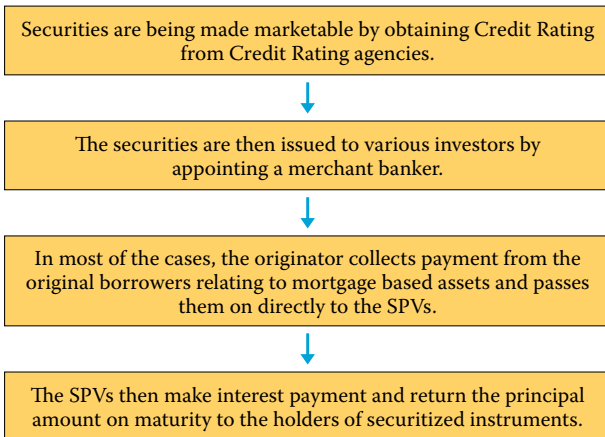 Securities are being made marketable by obtaining Credit Rating
from Credit Rating agencies.
The securities are then issued to various investors by
appointing a merchant banker.
In most of the cases, the originator collects payment from the
original borrowers relating to mortgage based assets and passes
them on directly to the SPVs.
The SPVs then make interest payment and return the principal
amount on maturity to the holders of securitized instruments.